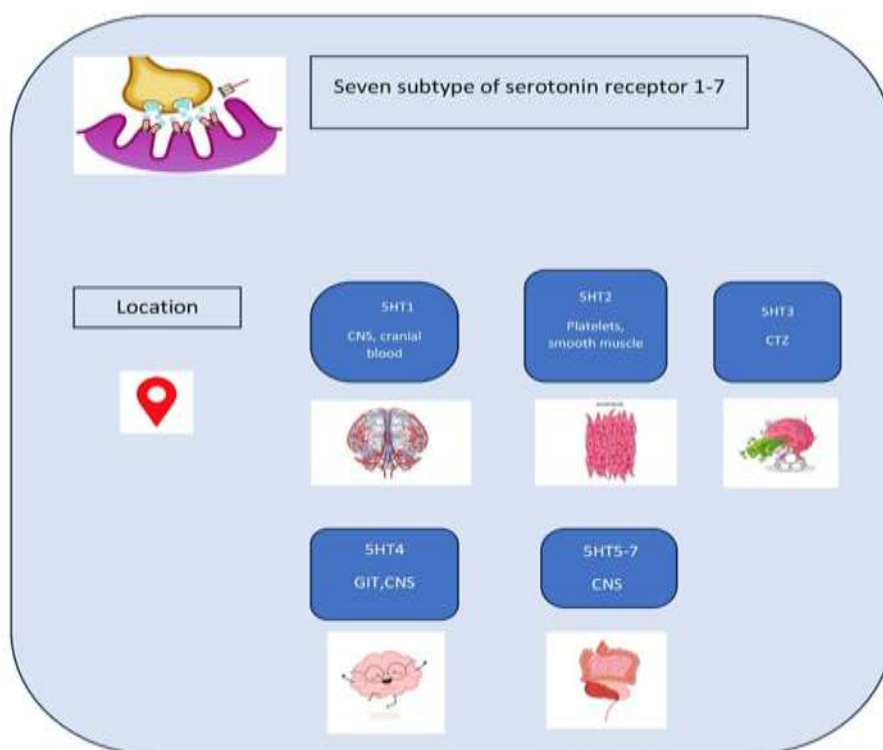 Seven subtype of serotonin receptor 1-7
Location
5HT1
CNS, cranial
blood
5HT2
Platelets,
smooth muscle
5HT3
CTZ
5HT4
GIT,CNS
5HT5-7
CNS